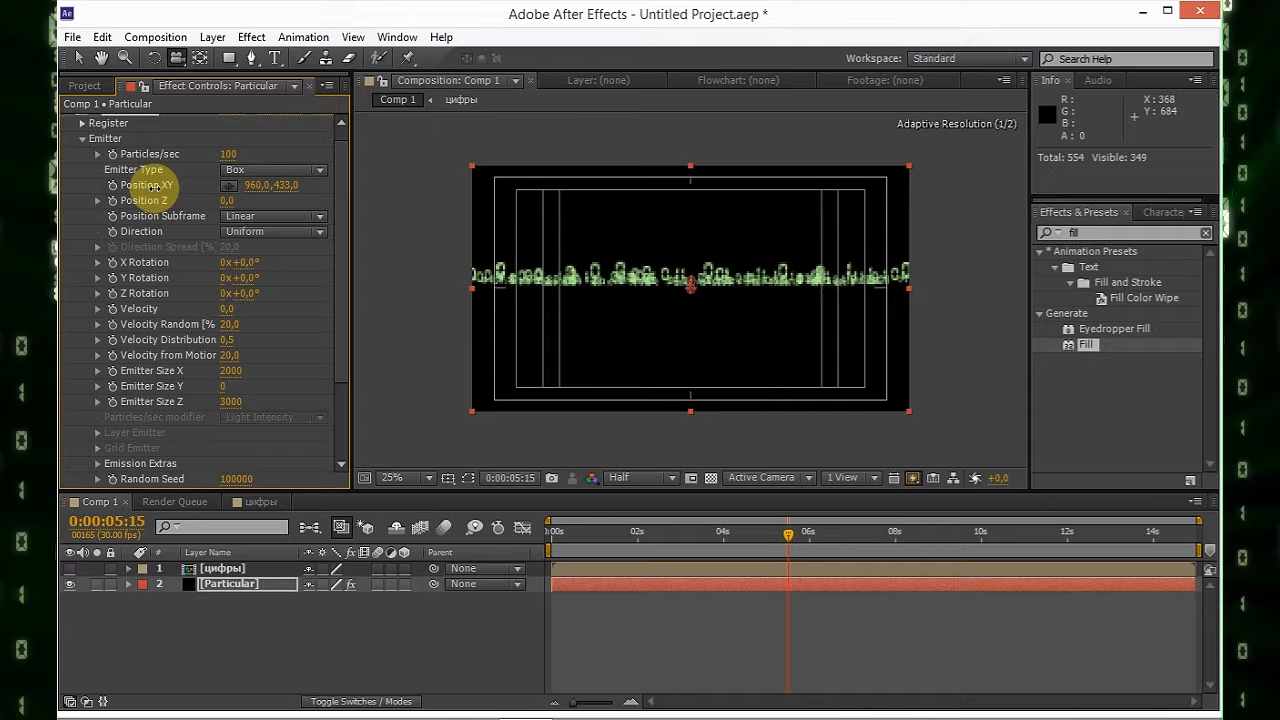 Adobe After Effects - Untitled Project.aep *
File Edit Composition Layer Effect Animation View Window Help
Workspace: Standard Search Help
Project Effect Controls: Particular
Comp 1 • Particular
Register
Emitter
Particles/sec 100
Emitter Type Box
Position XY 960,0,433,0
Position Z 0,0
Position Subframe Linear
Direction Uniform
Direction Spread [% 20,0
X Rotation 0x+0,0°
Y Rotation 0x+0,0°
Z Rotation 0x+0,0°
Velocity 0,0
Velocity Random [% 20,0
Velocity Distribution 0,5
Velocity from Motion 20,0
Emitter Size X 2000
Emitter Size Y 0
Emitter Size Z 3000
Particles/sec modifier Light Intensity
Layer Emitter
Grid Emitter
Emission Extras
Random Seed 100000
Composition: Comp 1 Layer: (none) Flowchart: (none) Footage: (none)
Comp 1 цифры
Adaptive Resolution (1/2)
25% 0:00:05:15 Half Active Camera 1 View +0,0
Info Audio
R : X : 368
G : Y : 684
B :
A : 0
Total: 554 Visible: 349
Effects & Presets Characte
fill
* Animation Presets
Text
Fill and Stroke
Fill Color Wipe
Generate
Eyedropper Fill
Fill
Comp 1 Render Queue цифры
0:00:05:15
00165 (30.00 fps)
# Layer Name Parent
1 [цифры] None
2 [Particular] None
:00s 02s 04s 06s 08s 10s 12s 14s
Toggle Switches / Modes